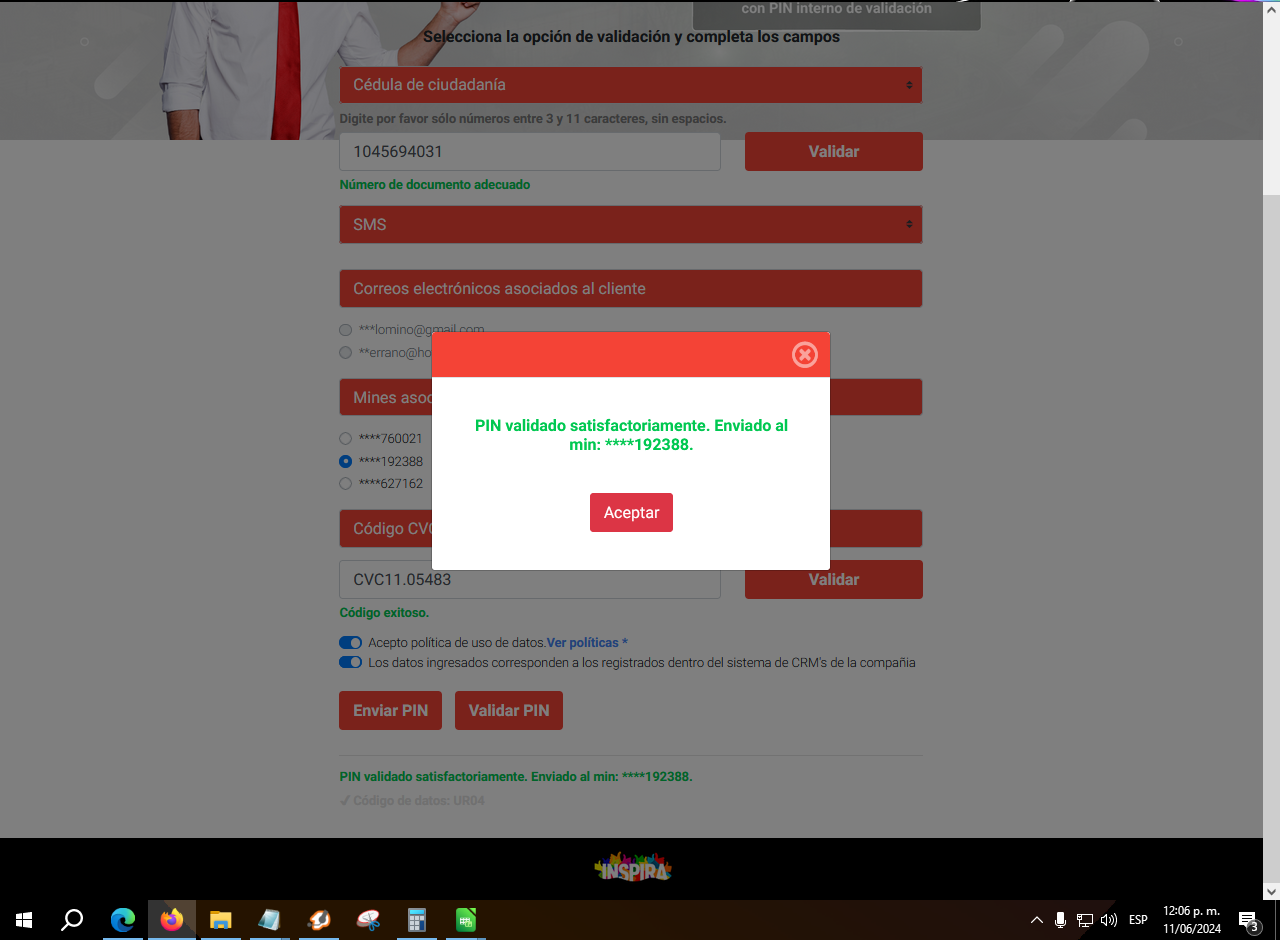 con PIN interno de validación
Selecciona la opción de validación y completa los campos
Cédula de ciudadanía
Digite por favor sólo números entre 3 y 11 caracteres, sin espacios.
1045694031
Validar
Número de documento adecuado
SMS
Correos electrónicos asociados al cliente
***lomino@gmail.com
**errano@ho
Mines asoc
****760021
****192388
****627162
PIN validado satisfactoriamente. Enviado al
min: ****192388.
Aceptar
Código CVC
CVC11.05483
Validar
Código exitoso.
Acepto política de uso de datos.Ver políticas *
Los datos ingresados corresponden a los registrados dentro del sistema de CRM's de la compañia
Enviar PIN
Validar PIN
PIN validado satisfactoriamente. Enviado al min: ****192388.
✔ Código de datos: UR04
INSPIRA
ESP
12:06 p. m.
11/06/2024
3